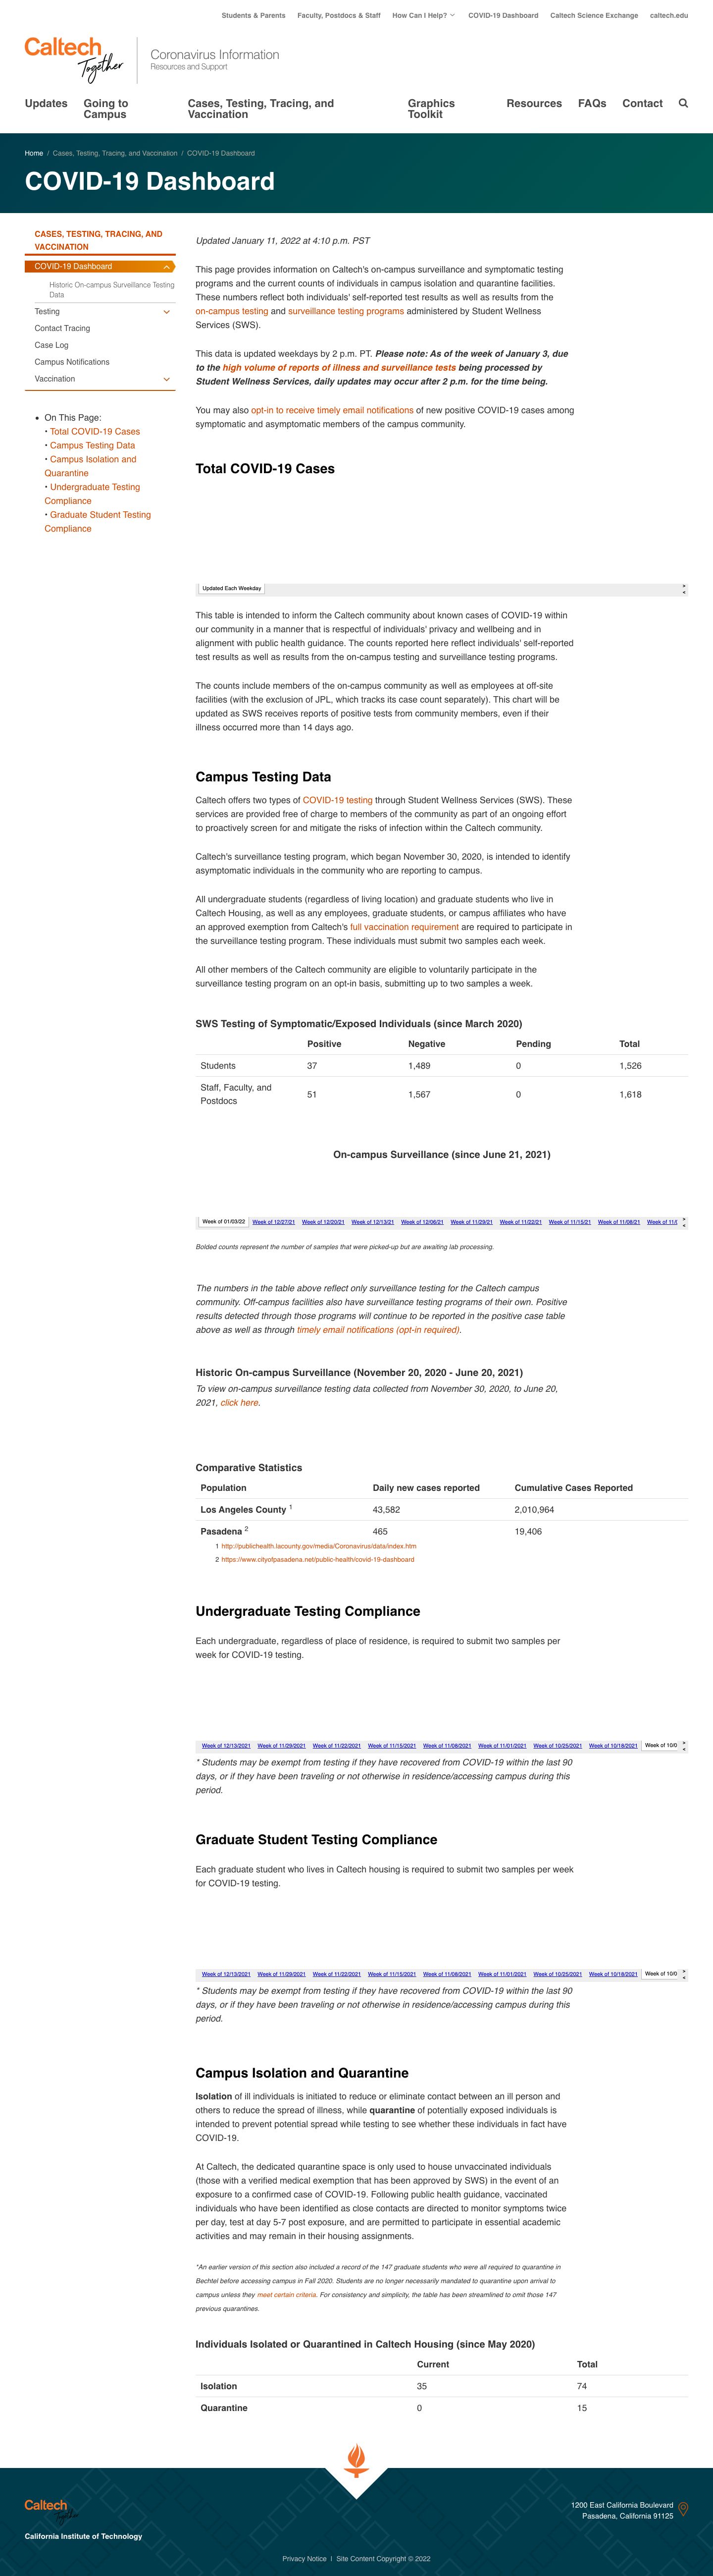 Students & Parents Faculty, Postdocs & Staff How Can I Help? COVID-19 Dashboard Caltech Science Exchange caltech.edu
Caltech
Together
Coronavirus Information
Resources and Support
Updates Going to Campus Cases, Testing, Tracing, and Vaccination Graphics Toolkit Resources FAQs Contact
Home / Cases, Testing, Tracing, and Vaccination / COVID-19 Dashboard
COVID-19 Dashboard
CASES, TESTING, TRACING, AND
VACCINATION
COVID-19 Dashboard
Historic On-campus Surveillance Testing
Data
Testing
Contact Tracing
Case Log
Campus Notifications
Vaccination
• On This Page:
• Total COVID-19 Cases
• Campus Testing Data
• Campus Isolation and
Quarantine
• Undergraduate Testing
Compliance
• Graduate Student Testing
Compliance
Updated January 11, 2022 at 4:10 p.m. PST
This page provides information on Caltech's on-campus surveillance and symptomatic testing
programs and the current counts of individuals in campus isolation and quarantine facilities.
These numbers reflect both individuals' self-reported test results as well as results from the
on-campus testing and surveillance testing programs administered by Student Wellness
Services (SWS).
This data is updated weekdays by 2 p.m. PT. Please note: As of the week of January 3, due
to the high volume of reports of illness and surveillance tests being processed by
Student Wellness Services, daily updates may occur after 2 p.m. for the time being.
You may also opt-in to receive timely email notifications of new positive COVID-19 cases among
symptomatic and asymptomatic members of the campus community.
Total COVID-19 Cases
Updated Each Weekday
This table is intended to inform the Caltech community about known cases of COVID-19 within
our community in a manner that is respectful of individuals' privacy and wellbeing and in
alignment with public health guidance. The counts reported here reflect individuals' self-reported
test results as well as results from the on-campus testing and surveillance testing programs.
The counts include members of the on-campus community as well as employees at off-site
facilities (with the exclusion of JPL, which tracks its case count separately). This chart will be
updated as SWS receives reports of positive tests from community members, even if their
illness occurred more than 14 days ago.
Campus Testing Data
Caltech offers two types of COVID-19 testing through Student Wellness Services (SWS). These
services are provided free of charge to members of the community as part of an ongoing effort
to proactively screen for and mitigate the risks of infection within the Caltech community.
Caltech's surveillance testing program, which began November 30, 2020, is intended to identify
asymptomatic individuals in the community who are reporting to campus.
All undergraduate students (regardless of living location) and graduate students who live in
Caltech Housing, as well as any employees, graduate students, or campus affiliates who have
an approved exemption from Caltech's full vaccination requirement are required to participate in
the surveillance testing program. These individuals must submit two samples each week.
All other members of the Caltech community are eligible to voluntarily participate in the
surveillance testing program on an opt-in basis, submitting up to two samples a week.
SWS Testing of Symptomatic/Exposed Individuals (since March 2020)
Positive Negative Pending Total
Students 37 1,489 0 1,526
Staff, Faculty, and
Postdocs 51 1,567 0 1,618
On-campus Surveillance (since June 21, 2021)
Week of 01/03/22 Week of 12/27/21 Week of 12/20/21 Week of 12/13/21 Week of 12/06/21 Week of 11/29/21 Week of 11/22/21 Week of 11/15/21 Week of 11/08/21 Week of 11/0
Bolded counts represent the number of samples that were picked-up but are awaiting lab processing.
The numbers in the table above reflect only surveillance testing for the Caltech campus
community. Off-campus facilities also have surveillance testing programs of their own. Positive
results detected through those programs will continue to be reported in the positive case table
above as well as through timely email notifications (opt-in required).
Historic On-campus Surveillance (November 20, 2020 - June 20, 2021)
To view on-campus surveillance testing data collected from November 30, 2020, to June 20,
2021, click here.
Comparative Statistics
Population Daily new cases reported Cumulative Cases Reported
Los Angeles County 1 43,582 2,010,964
Pasadena 2 465 19,406
1 http://publichealth.lacounty.gov/media/Coronavirus/data/index.htm
2 https://www.cityofpasadena.net/public-health/covid-19-dashboard
Undergraduate Testing Compliance
Each undergraduate, regardless of place of residence, is required to submit two samples per
week for COVID-19 testing.
Week of 12/13/2021 Week of 11/29/2021 Week of 11/22/2021 Week of 11/15/2021 Week of 11/08/2021 Week of 11/01/2021 Week of 10/25/2021 Week of 10/18/2021 Week of 10/0
* Students may be exempt from testing if they have recovered from COVID-19 within the last 90
days, or if they have been traveling or not otherwise in residence/accessing campus during this
period.
Graduate Student Testing Compliance
Each graduate student who lives in Caltech housing is required to submit two samples per week
for COVID-19 testing.
Week of 12/13/2021 Week of 11/29/2021 Week of 11/22/2021 Week of 11/15/2021 Week of 11/08/2021 Week of 11/01/2021 Week of 10/25/2021 Week of 10/18/2021 Week of 10/0
* Students may be exempt from testing if they have recovered from COVID-19 within the last 90
days, or if they have been traveling or not otherwise in residence/accessing campus during this
period.
Campus Isolation and Quarantine
Isolation of ill individuals is initiated to reduce or eliminate contact between an ill person and
others to reduce the spread of illness, while quarantine of potentially exposed individuals is
intended to prevent potential spread while testing to see whether these individuals in fact have
COVID-19.
At Caltech, the dedicated quarantine space is only used to house unvaccinated individuals
(those with a verified medical exemption that has been approved by SWS) in the event of an
exposure to a confirmed case of COVID-19. Following public health guidance, vaccinated
individuals who have been identified as close contacts are directed to monitor symptoms twice
per day, test at day 5-7 post exposure, and are permitted to participate in essential academic
activities and may remain in their housing assignments.
*An earlier version of this section also included a record of the 147 graduate students who were all required to quarantine in
Bechtel before accessing campus in Fall 2020. Students are no longer necessarily mandated to quarantine upon arrival to
campus unless they meet certain criteria. For consistency and simplicity, the table has been streamlined to omit those 147
previous quarantines.
Individuals Isolated or Quarantined in Caltech Housing (since May 2020)
Current Total
Isolation 35 74
Quarantine 0 15
Caltech
Together
California Institute of Technology
1200 East California Boulevard
Pasadena, California 91125
Privacy Notice | Site Content Copyright © 2022